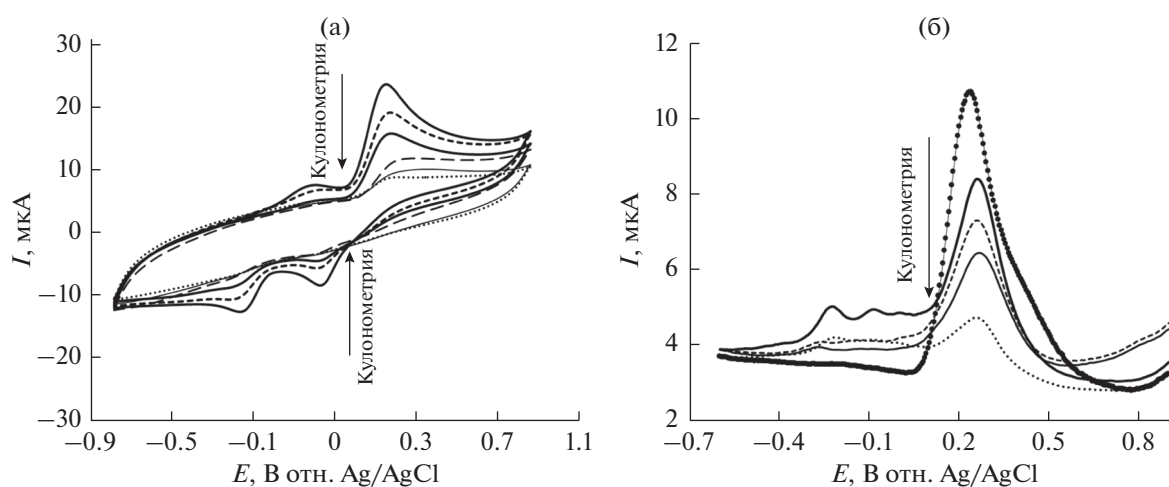 (а)
I, мкА
30
20
10
0
−10
−20
−30
−0.9
−0.5
−0.1
0
0.3
0.7
1.1
Кулонометрия
Кулонометрия
E, В отн. Ag/AgCl
(б)
I, мкА
12
10
8
6
4
2
−0.7
−0.4
−0.1
0.2
0.5
0.8
Кулонометрия
E, В отн. Ag/AgCl